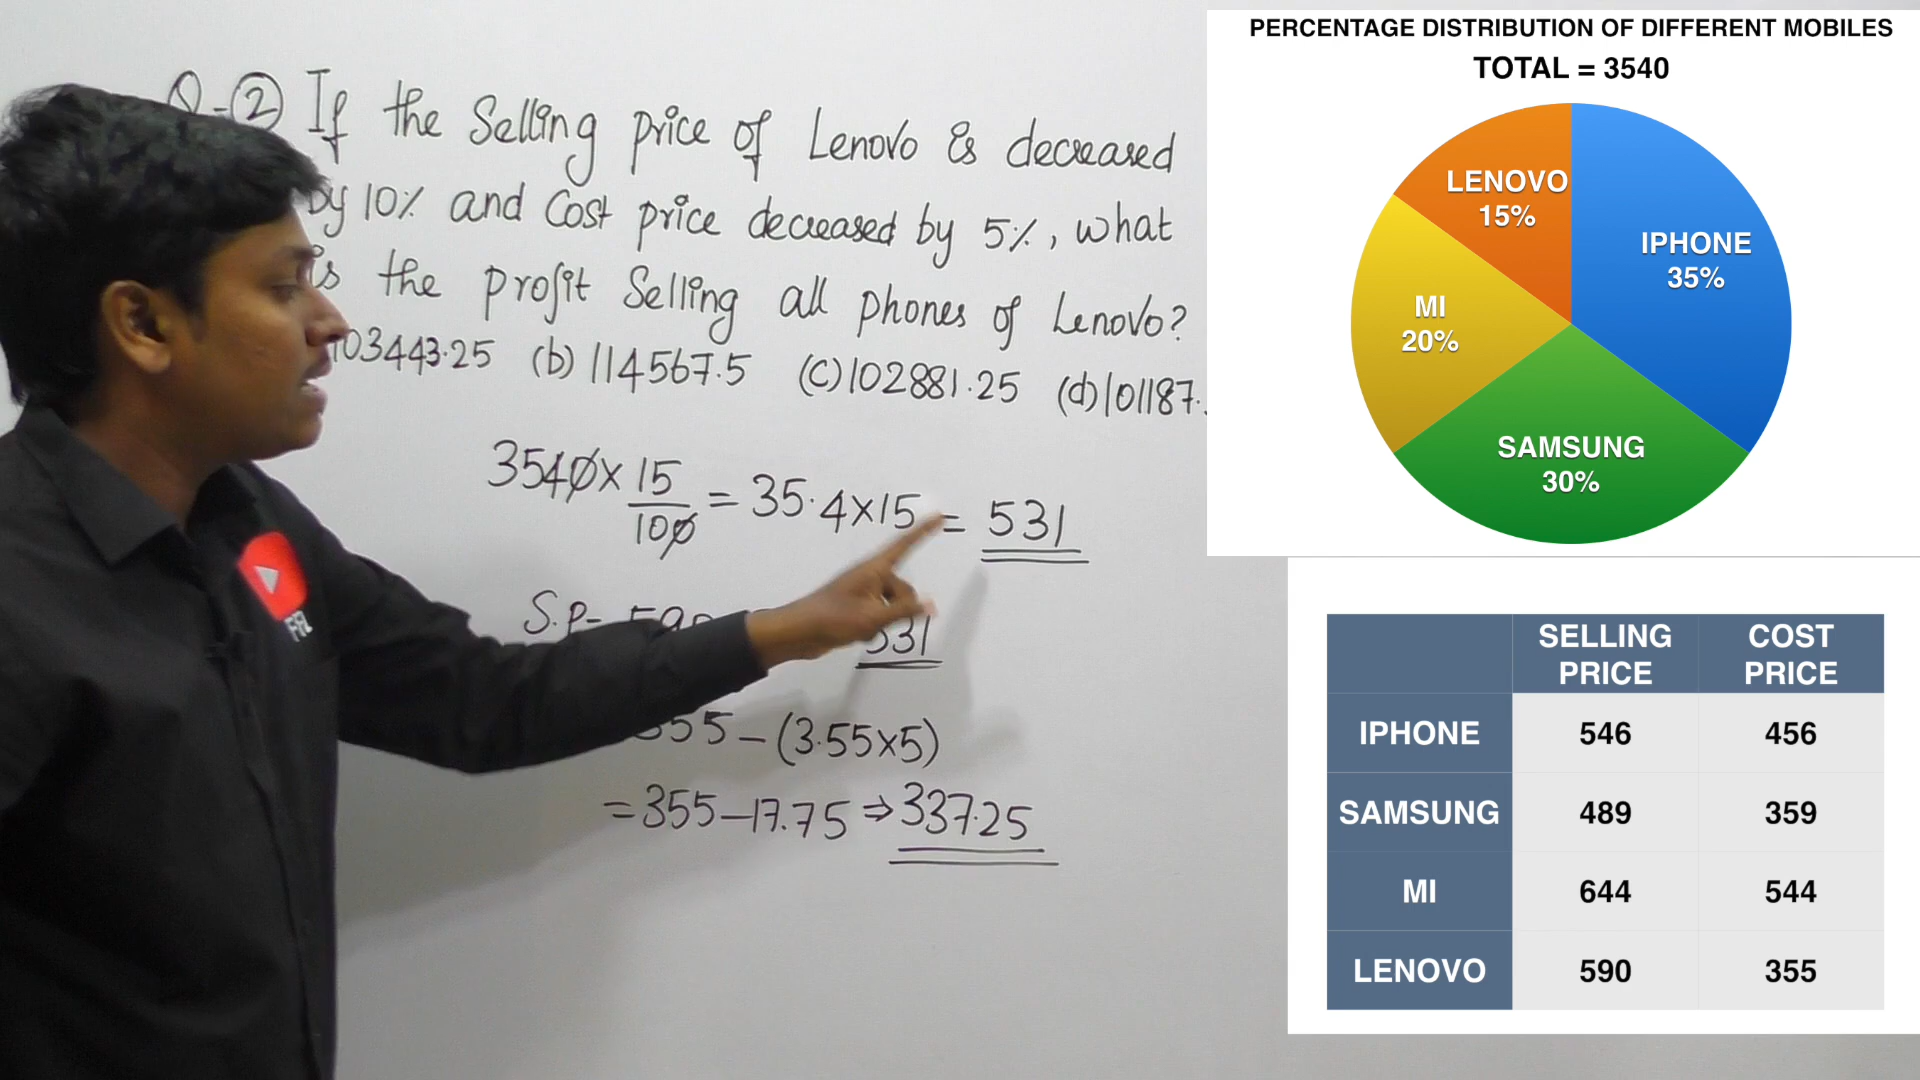 Q-② If the Selling price of Lenovo is decreased
by 10% and Cost price decreased by 5%, what
is the profit Selling all phones of Lenovo?
103443.25 (b) 114567.5 (c) 102881.25 (d) 101187.
3540 × 15/100 = 35.4×15 = 531
S.P- 531
355 – (3.55×5)
= 355 – 17.75 ⇒ 337.25
PERCENTAGE DISTRIBUTION OF DIFFERENT MOBILES
TOTAL = 3540
LENOVO
15%
IPHONE
35%
MI
20%
SAMSUNG
30%
SELLING PRICE COST PRICE
IPHONE 546 456
SAMSUNG 489 359
MI 644 544
LENOVO 590 355